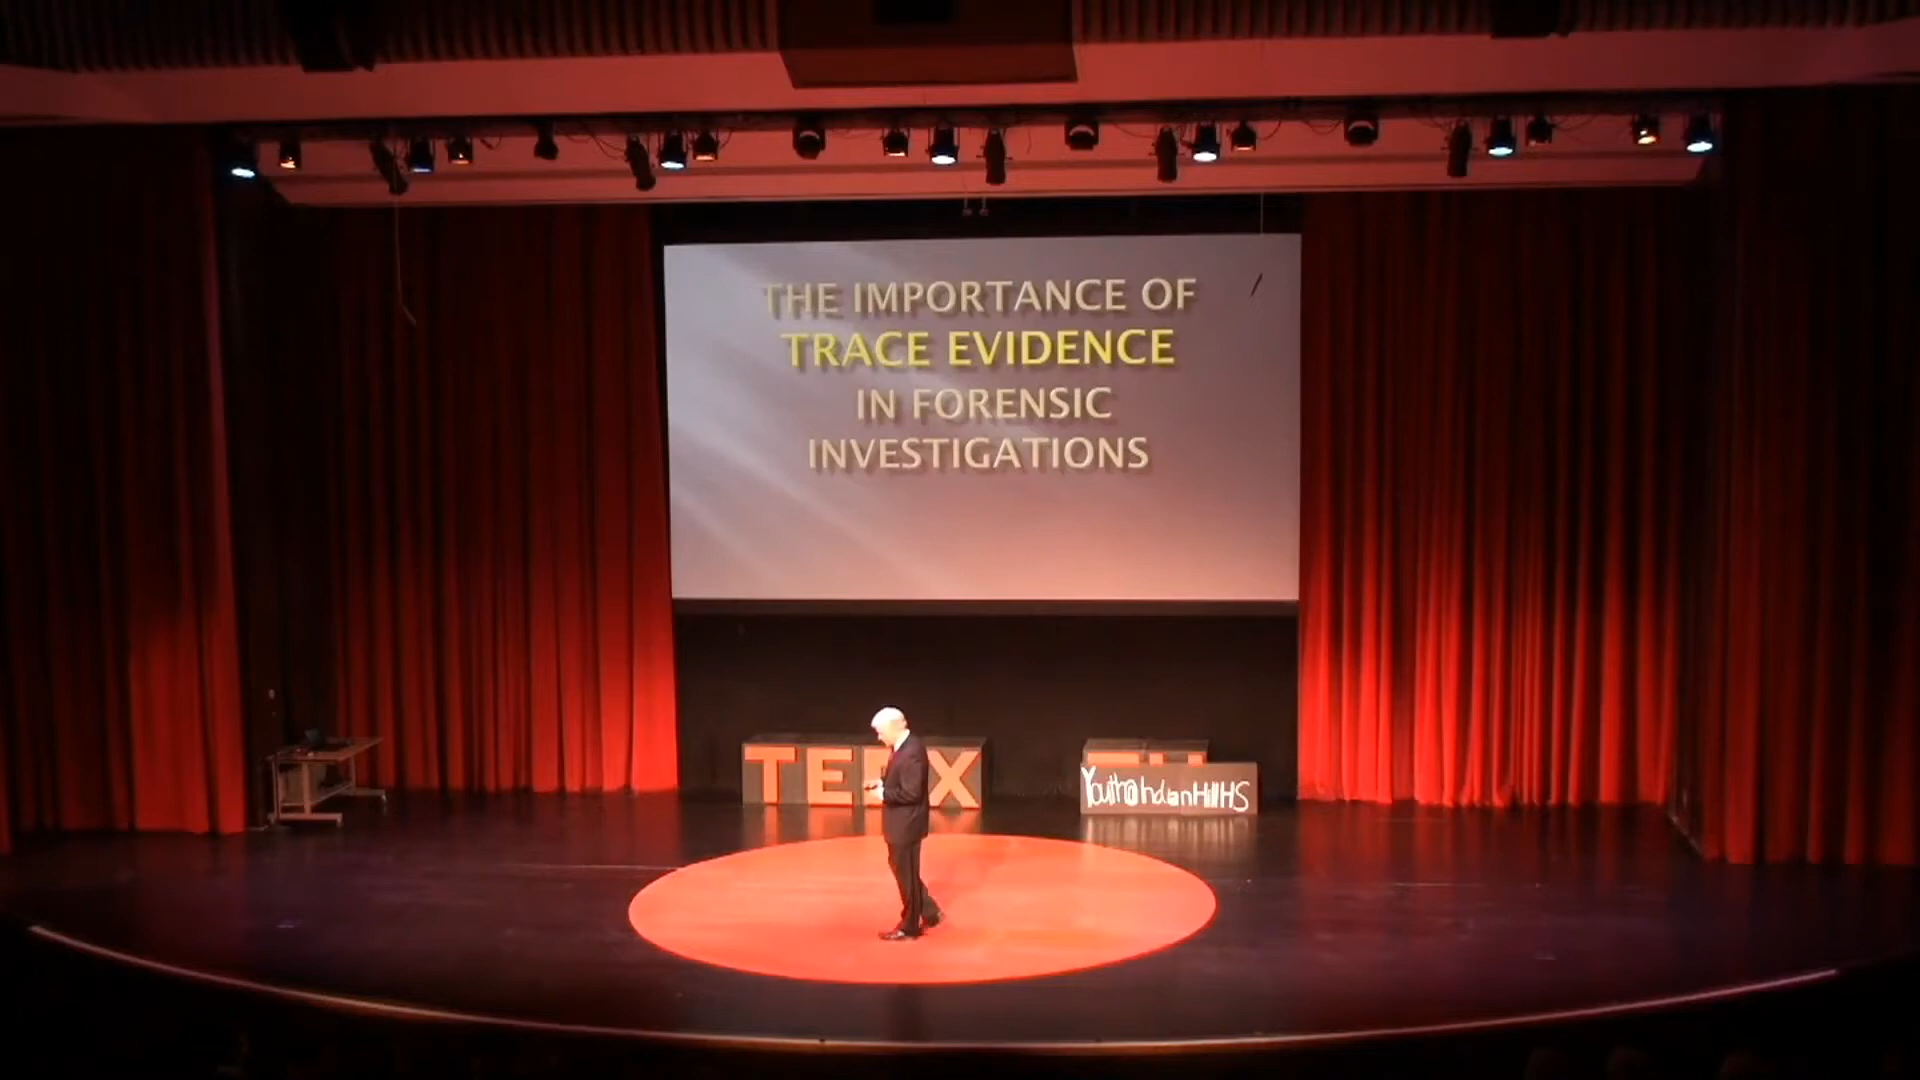 THE IMPORTANCE OF
TRACE EVIDENCE
IN FORENSIC
INVESTIGATIONS
TEDX
Youth@IndianHillHS